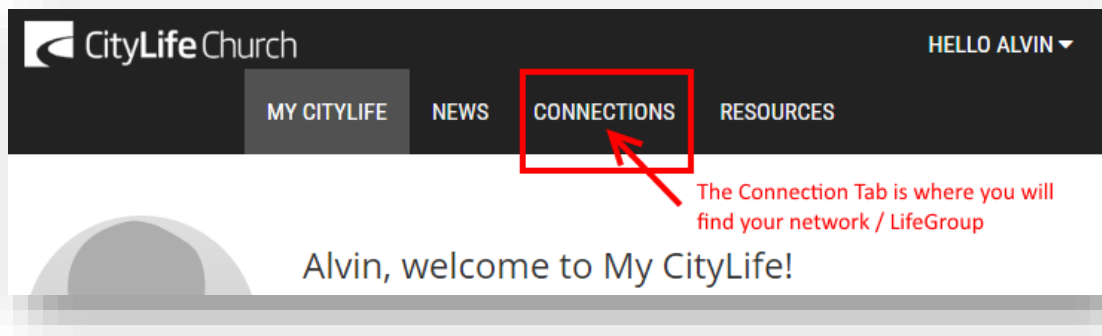 CityLife Church
HELLO ALVIN
MY CITYLIFE NEWS CONNECTIONS RESOURCES
The Connection Tab is where you will
find your network / LifeGroup
Alvin, welcome to My CityLife!